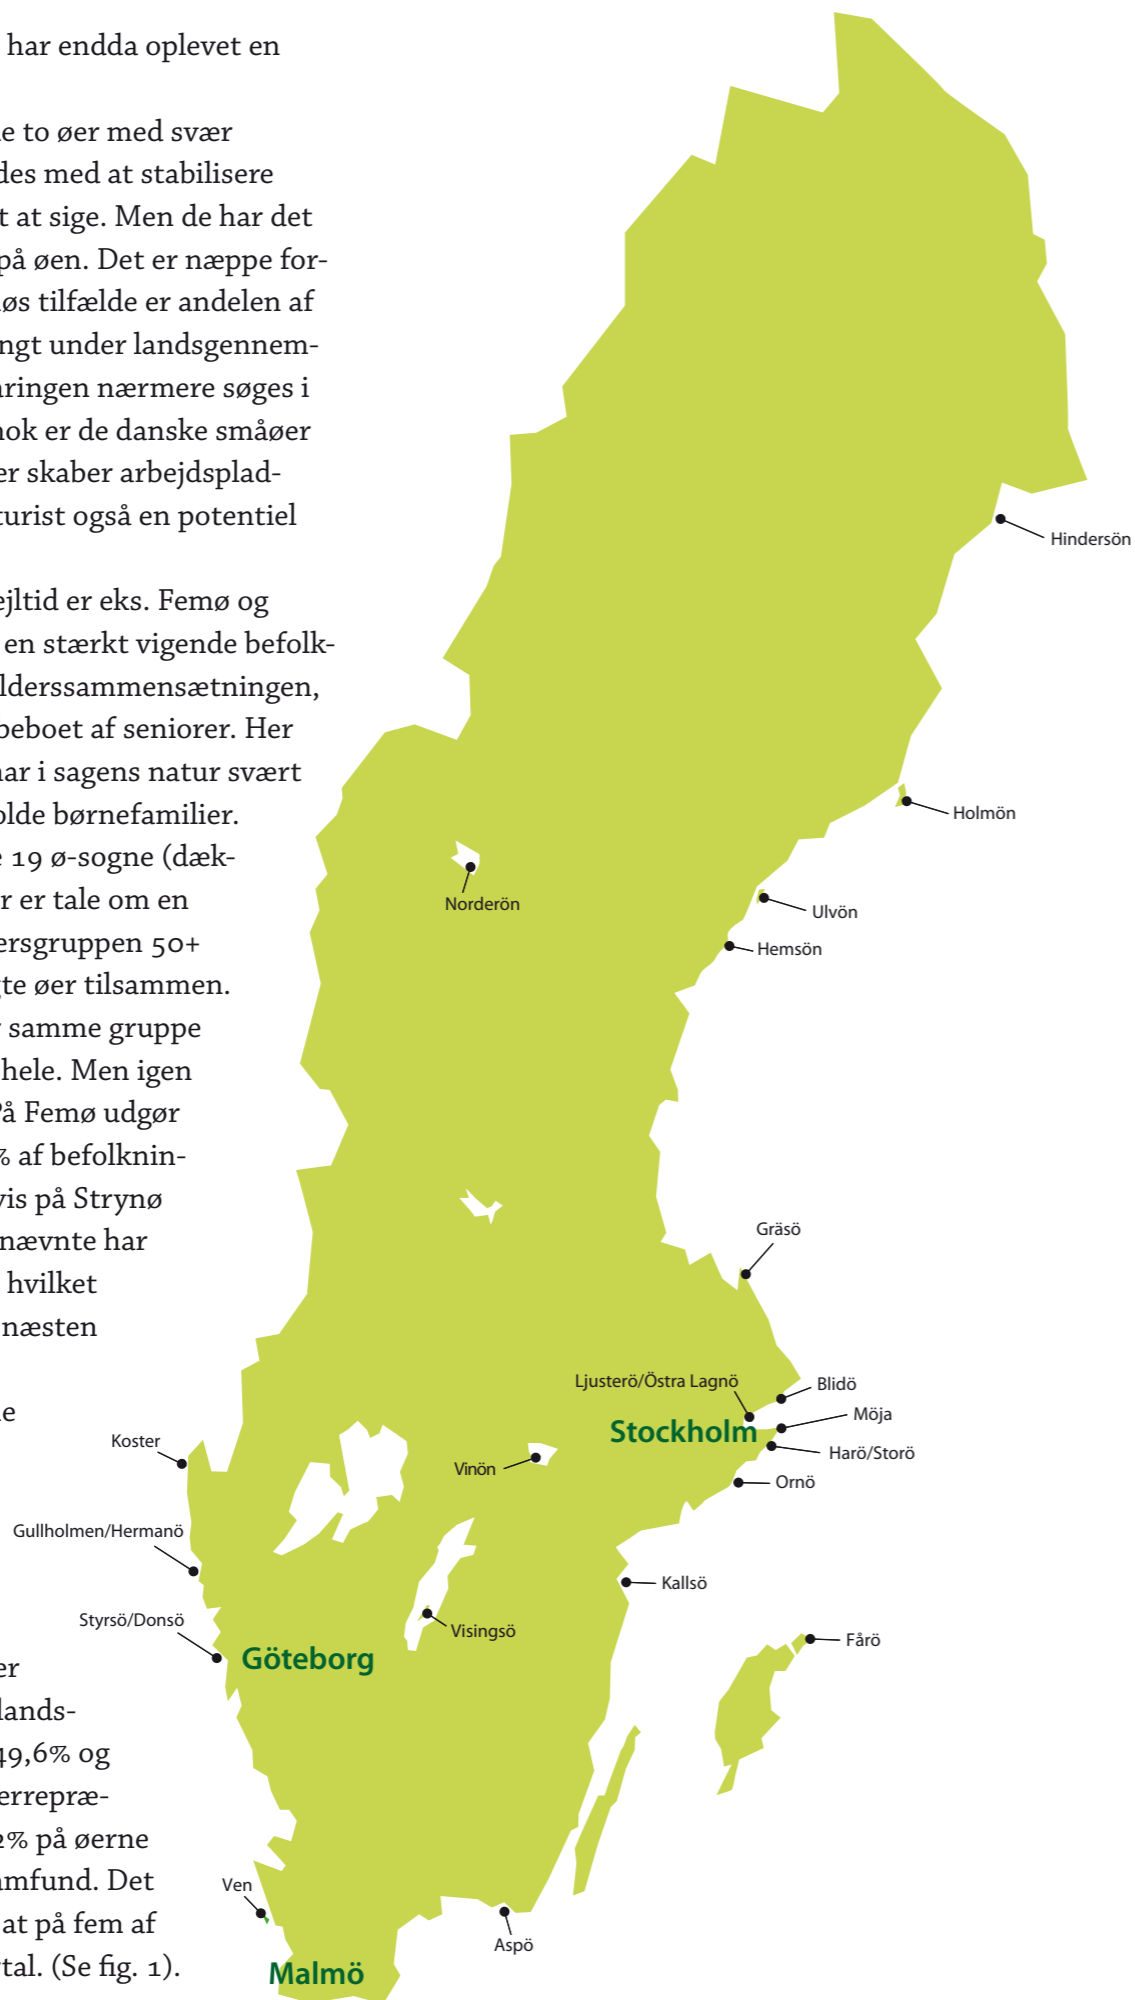 har endda oplevet en
e to øer med svær
des med at stabilisere
t at sige. Men de har det
på øen. Det er næppe for-
øs tilfælde er andelen af
ngt under landsgennem-
aringen nærmere søges i
nok er de danske småøer
er skaber arbejdsplad-
turist også en potentiel
ejltid er eks. Femø og
en stærkt vigende befolk-
lderssammensætningen,
beboet af seniorer. Her
har i sagens natur svært
olde børnefamilier.
e 19 ø-sogne (dæk-
r er tale om en
ersgruppen 50+
gte øer tilsammen.
r samme gruppe
hele. Men igen
På Femø udgør
% af befolknin-
vis på Strynø
nævnte har
hvilket
næsten
e
er
lands-
49,6% og
errepræ-
2% på øerne
amfund. Det
at på fem af
rtal. (Se fig. 1).
Hindersön
Holmön
Norderön
Ulvön
Hemsön
Gräsö
Ljusterö/Östra Lagnö
Blidö
Stockholm
Möja
Harö/Storö
Koster
Vinön
Ornö
Gullholmen/Hermanö
Kallsö
Styrsö/Donsö
Visingsö
Fårö
Göteborg
Ven
Aspö
Malmö